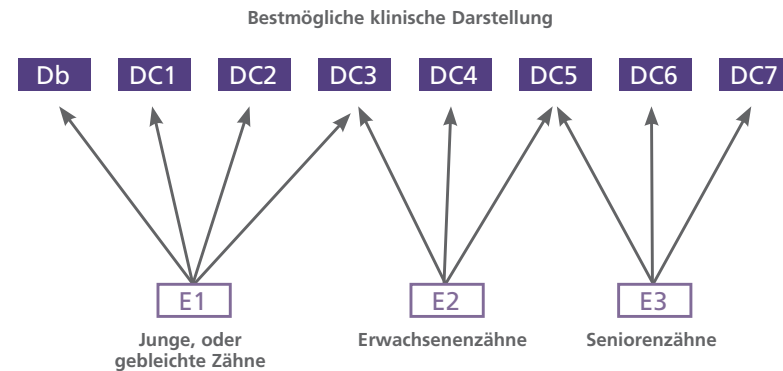 Bestmögliche klinische Darstellung
Db DC1 DC2 DC3 DC4 DC5 DC6 DC7
E1 E2 E3
Junge, oder
gebleichte Zähne
Erwachsenenzähne
Seniorenzähne